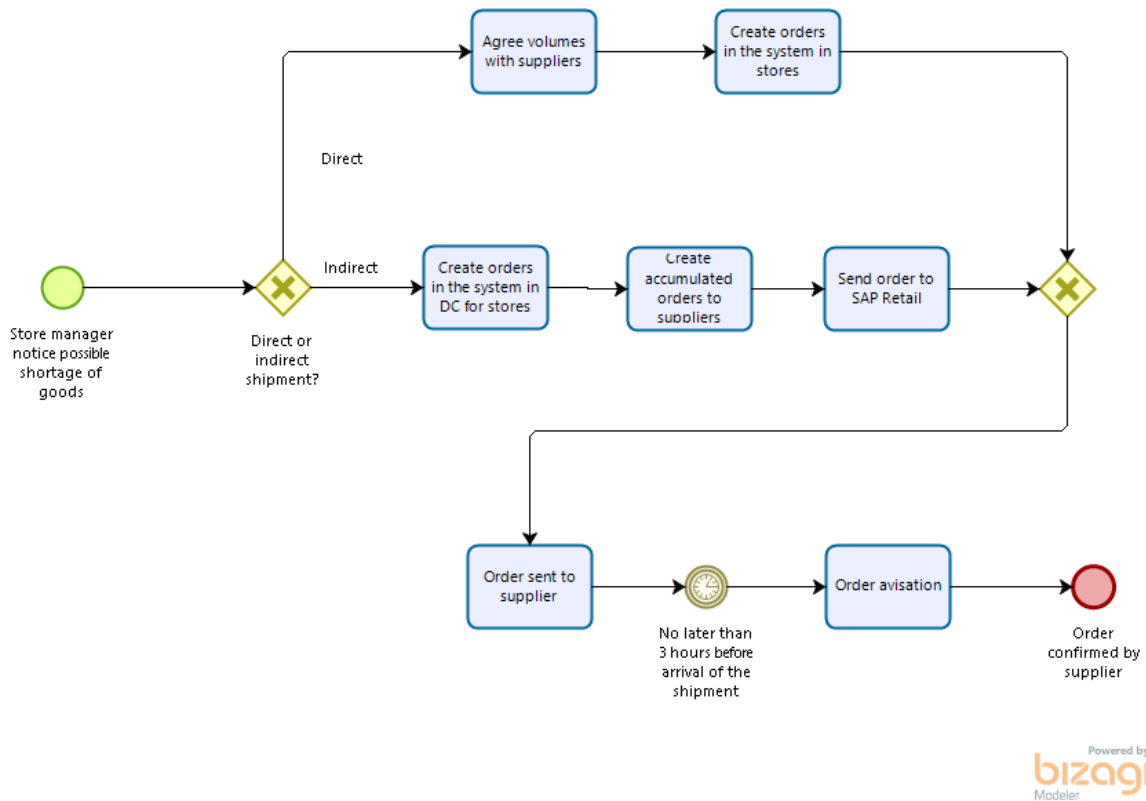 Agree volumes
with suppliers
Create orders
in the system in
stores
Direct
Indirect
Create orders
in the system in
DC for stores
Create
accumulated
orders to
suppliers
Send order to
SAP Retail
Store manager
notice possible
shortage of
goods
Direct or
indirect
shipment?
Order sent to
supplier
No later than
3 hours before
arrival of the
shipment
Order avisation
Order
confirmed by
supplier
Powered by
bizagi
Modeler